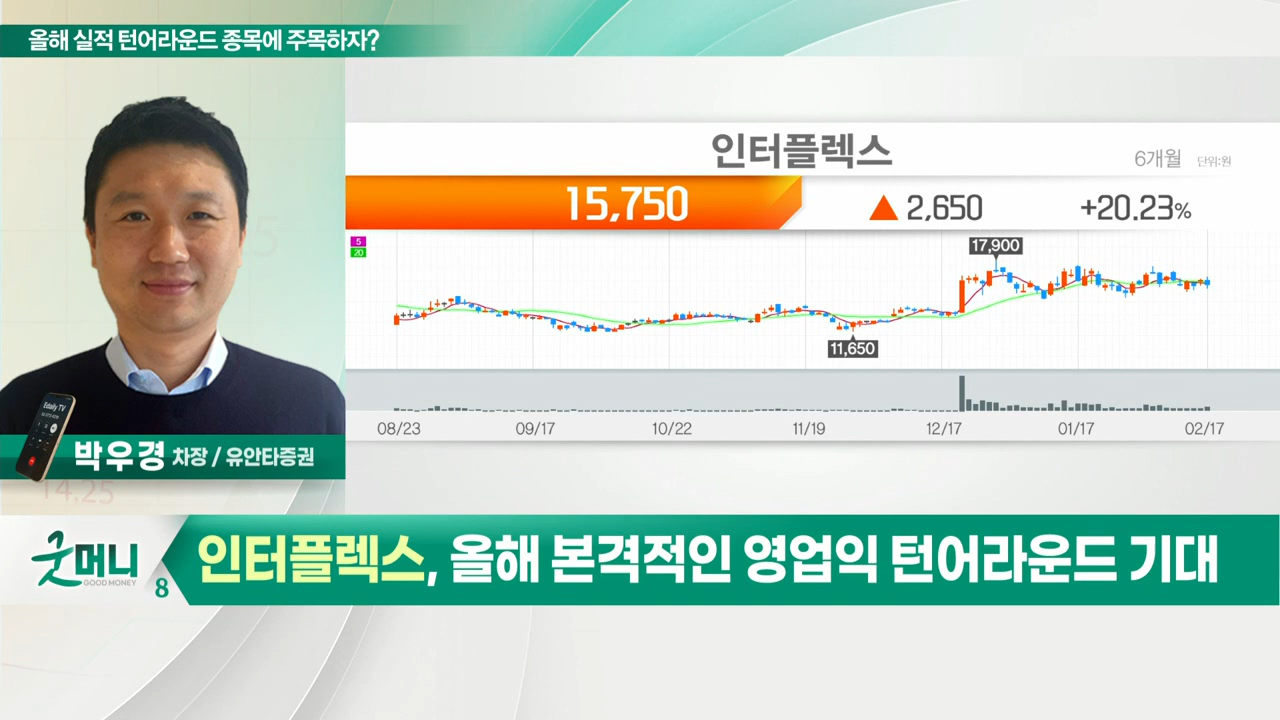 올해 실적 턴어라운드 종목에 주목하자?
인터플렉스
6개월 단위:원
15,750 ▲ 2,650 +20.23%
5
20
17,900
11,650
08/23 09/17 10/22 11/19 12/17 01/17 02/17
Edaily TV
박우경 차장 / 유안타증권
14.25
굿머니
GOOD MONEY
8
인터플렉스, 올해 본격적인 영업익 턴어라운드 기대